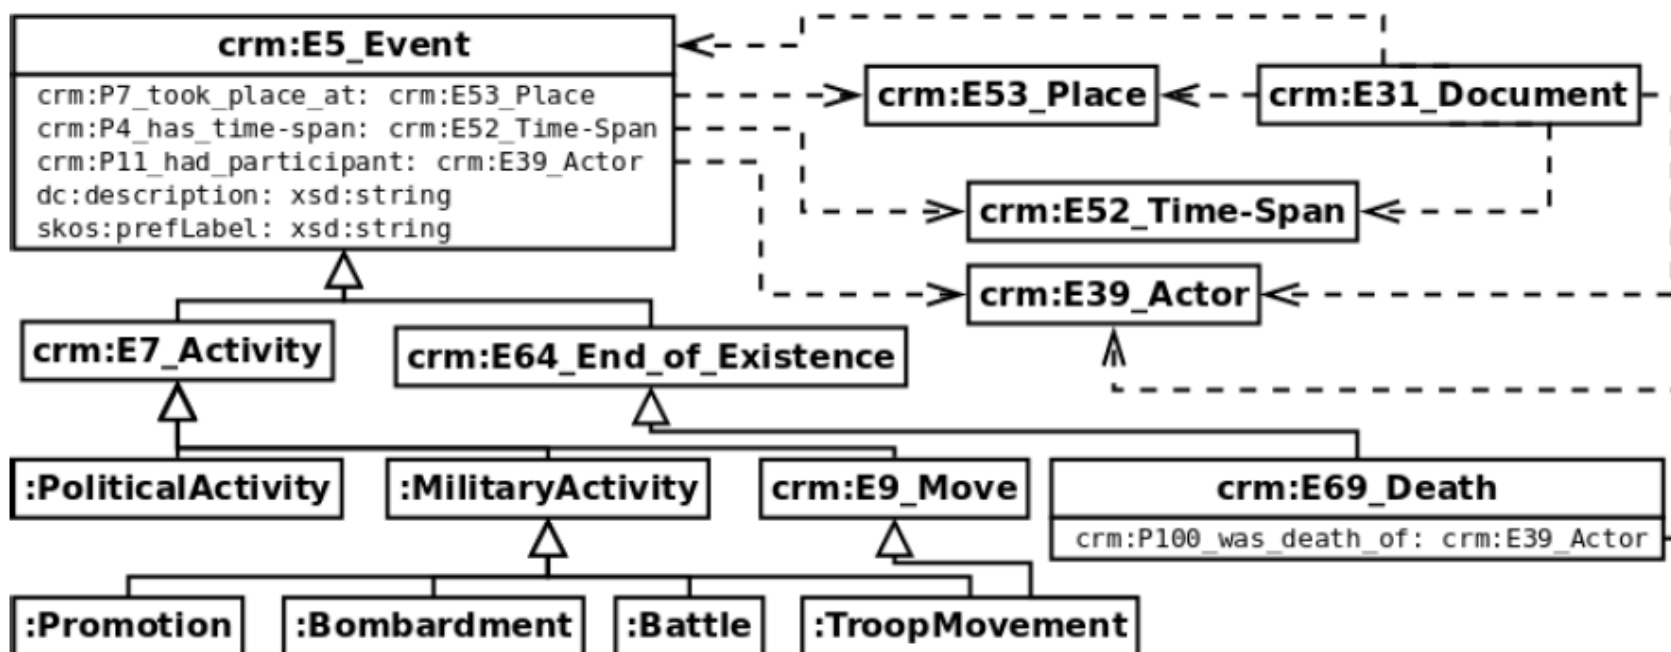 crm:E5_Event
crm:P7_took_place_at: crm:E53_Place
crm:P4_has_time-span: crm:E52_Time-Span
crm:P11_had_participant: crm:E39_Actor
dc:description: xsd:string
skos:prefLabel: xsd:string
crm:E53_Place
crm:E31_Document
crm:E52_Time-Span
crm:E39_Actor
crm:E7_Activity
crm:E64_End_of_Existence
:PoliticalActivity
:MilitaryActivity
crm:E9_Move
crm:E69_Death
crm:P100_was_death_of: crm:E39_Actor
:Promotion
:Bombardment
:Battle
:TroopMovement